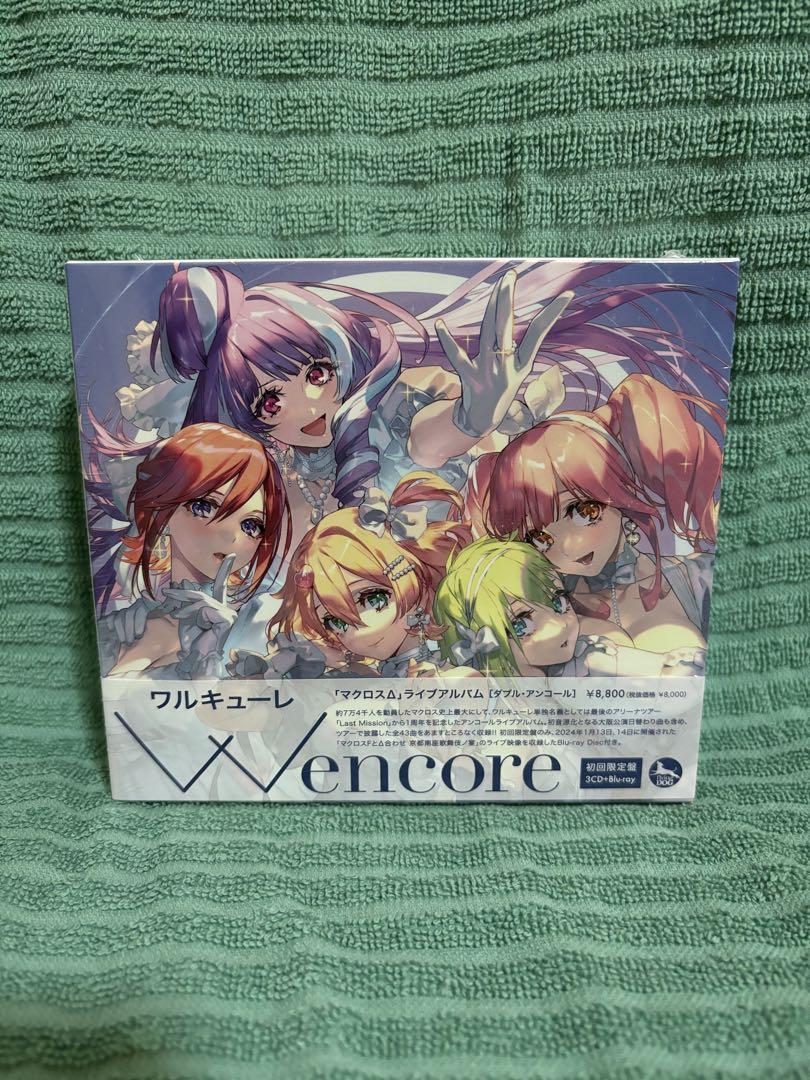 ワルキューレ
「マクロスΔ」ライブアルバム [ダブル・アンコール] ¥8,800(税抜価格 ¥8,000)
約7万4千人を動員したマクロス史上最大にして、ワルキューレ単独名義としては最後のアリーナツアー
「Last Mission」から1周年を記念したアンコールライブアルバム。初音源化となる大阪公演日替わり曲も含め、
ツアーで披露した全43曲をあますところなく収録!! 初回限定盤のみ、2024年1月13日、14日に開催された
「マクロスFとΔ合わせ 京都南座歌舞伎ノ宴」のライブ映像を収録したBlu-ray Disc付き。
Wencore
初回限定盤
3CD+Blu-ray
flying DOG